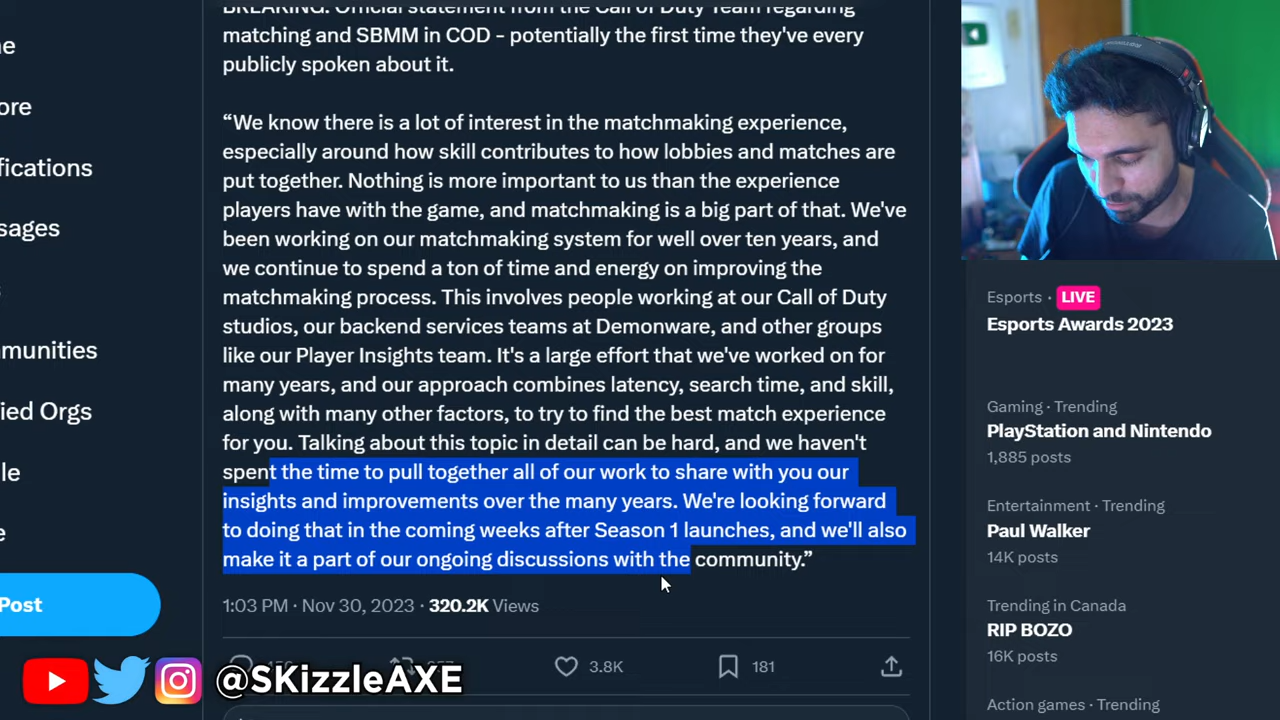 BREAKING: Official statement from the Call of Duty Team regarding
matching and SBMM in COD - potentially the first time they've every
publicly spoken about it.
“We know there is a lot of interest in the matchmaking experience,
especially around how skill contributes to how lobbies and matches are
put together. Nothing is more important to us than the experience
players have with the game, and matchmaking is a big part of that. We've
been working on our matchmaking system for well over ten years, and
we continue to spend a ton of time and energy on improving the
matchmaking process. This involves people working at our Call of Duty
studios, our backend services teams at Demonware, and other groups
like our Player Insights team. It's a large effort that we've worked on for
many years, and our approach combines latency, search time, and skill,
along with many other factors, to try to find the best match experience
for you. Talking about this topic in detail can be hard, and we haven't
spent the time to pull together all of our work to share with you our
insights and improvements over the many years. We're looking forward
to doing that in the coming weeks after Season 1 launches, and we'll also
make it a part of our ongoing discussions with the community.”
1:03 PM · Nov 30, 2023 · 320.2K Views
3.8K
181
e
ore
ifications
sages
munities
ied Orgs
le
e
Post
@SKizzleAXE
Esports · LIVE
Esports Awards 2023
Gaming · Trending
PlayStation and Nintendo
1,885 posts
Entertainment · Trending
Paul Walker
14K posts
Trending in Canada
RIP BOZO
16K posts
Action games · Trending